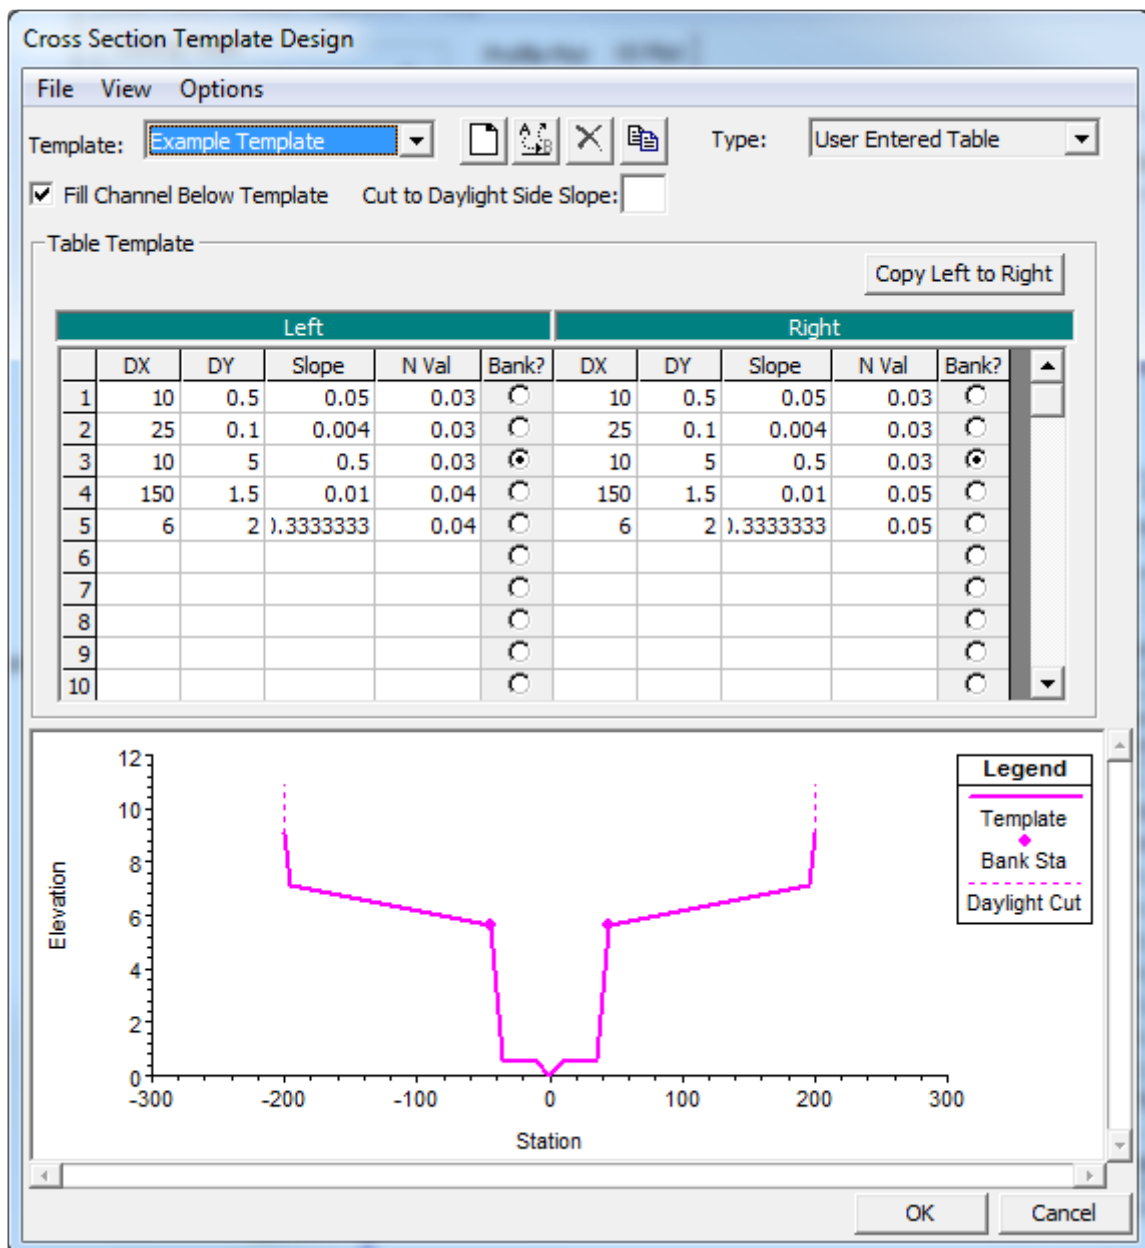 Cross Section Template Design
File View Options
Template: Example Template Type: User Entered Table
Fill Channel Below Template Cut to Daylight Side Slope:
Table Template
Copy Left to Right
Left Right
DX DY Slope N Val Bank? DX DY Slope N Val Bank?
1 10 0.5 0.05 0.03 10 0.5 0.05 0.03
2 25 0.1 0.004 0.03 25 0.1 0.004 0.03
3 10 5 0.5 0.03 10 5 0.5 0.03
4 150 1.5 0.01 0.04 150 1.5 0.01 0.05
5 6 2 0.3333333 0.04 6 2 0.3333333 0.05
6
7
8
9
10
12
10
8
6
4
2
0
Elevation
-300 -200 -100 0 100 200 300
Station
Legend
Template
Bank Sta
Daylight Cut
OK Cancel